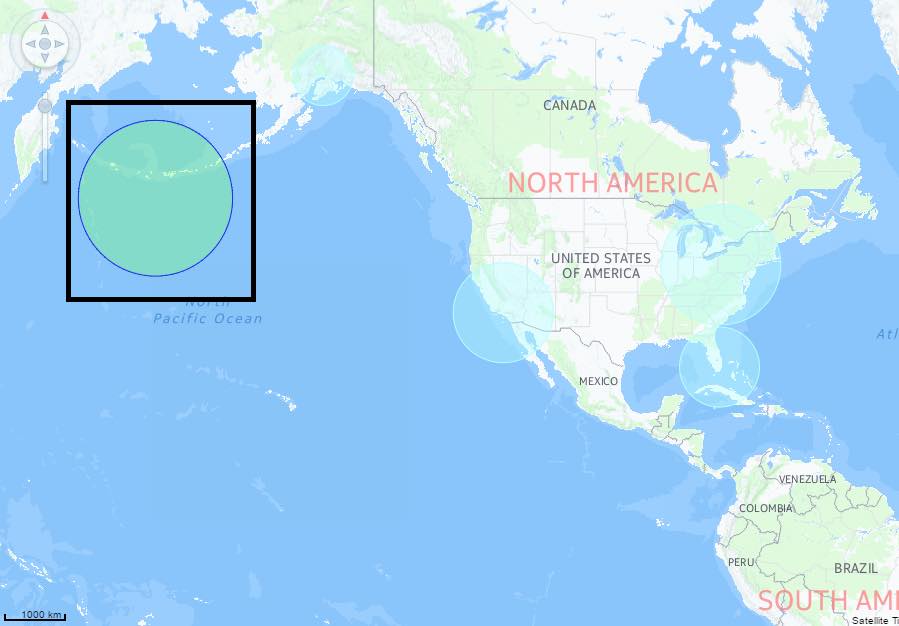 CANADA
NORTH AMERICA
UNITED STATES
OF AMERICA
North
Pacific Ocean
Atl
MEXICO
VENEZUELA
COLOMBIA
PERU
BRAZIL
SOUTH AM
1000 km
Satellite Ti